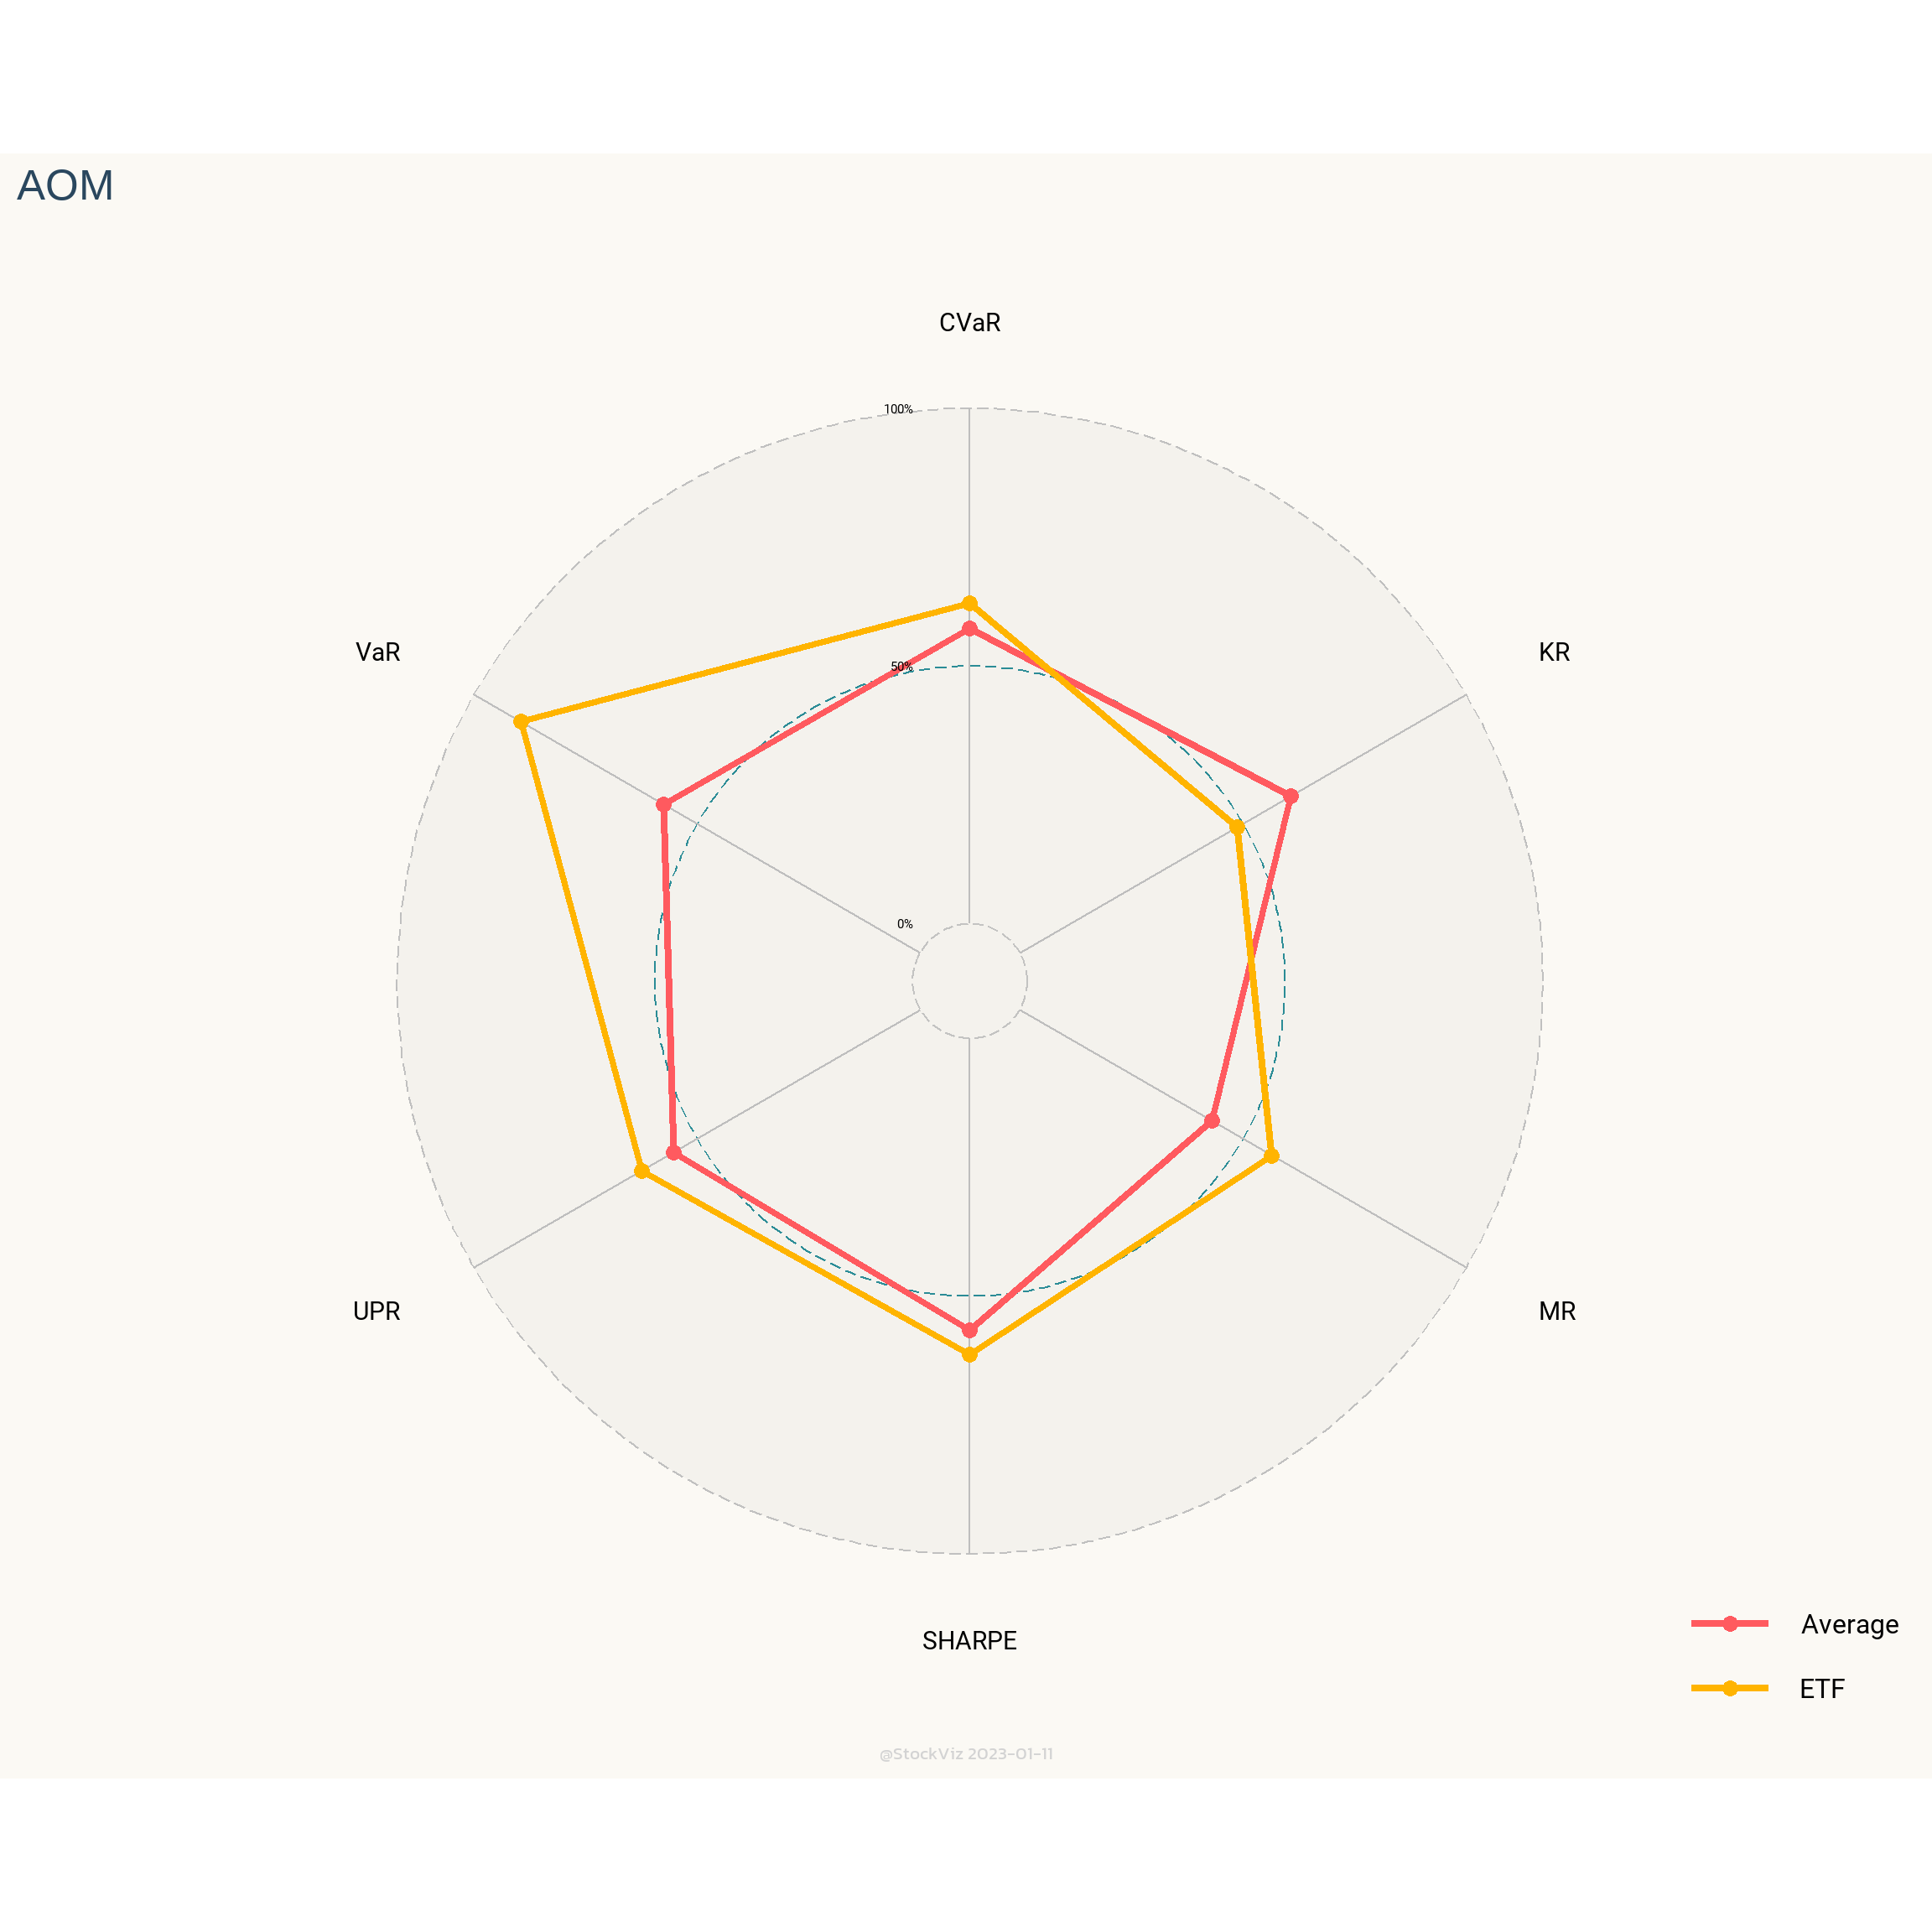 AOM
CVaR
100%
VaR
KR
50%
0%
UPR
MR
SHARPE
Average
ETF
@StockViz 2023-01-11